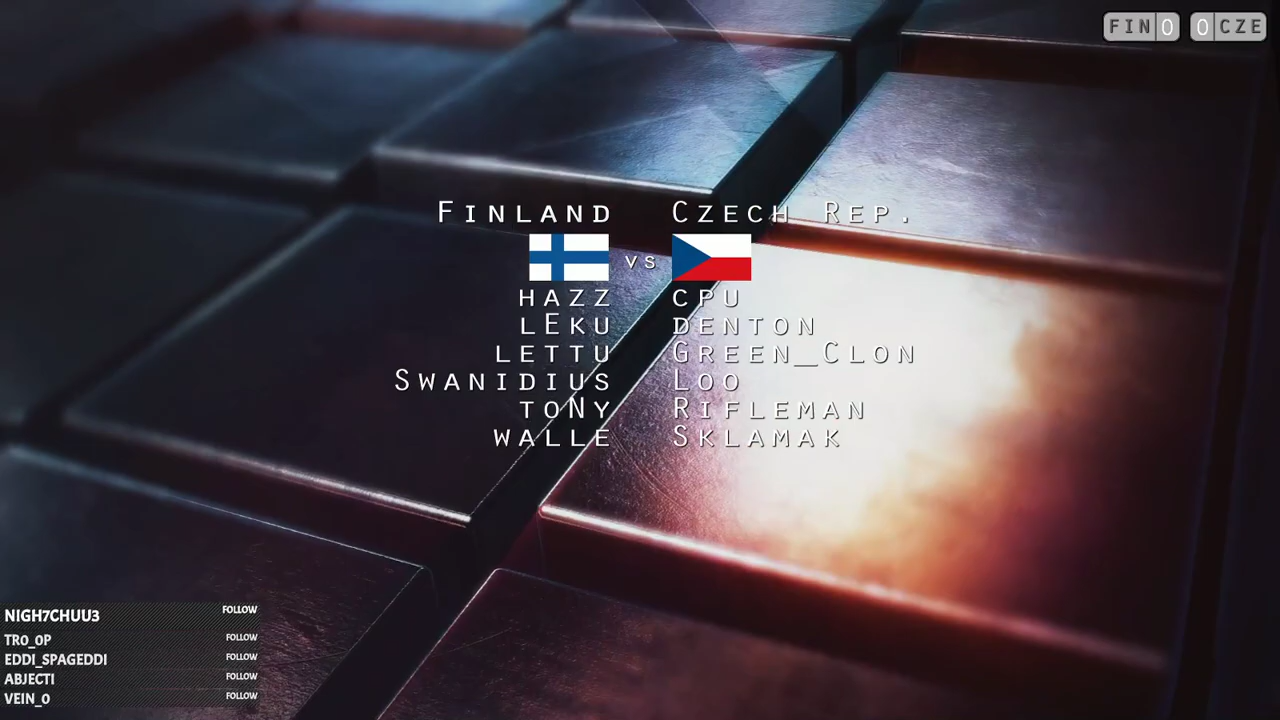 FIN 0 0 CZE
FINLAND CZECH REP.
VS
HAZZ CPU
LEKU DENTON
LETTU GREEN_CLON
SWANIDIUS LOO
TONY RIFLEMAN
WALLE SKLAMAK
NIGH7CHUU3 FOLLOW
TR0_0P FOLLOW
EDDI_SPAGEDDI FOLLOW
ABJECTI FOLLOW
VEIN_0 FOLLOW